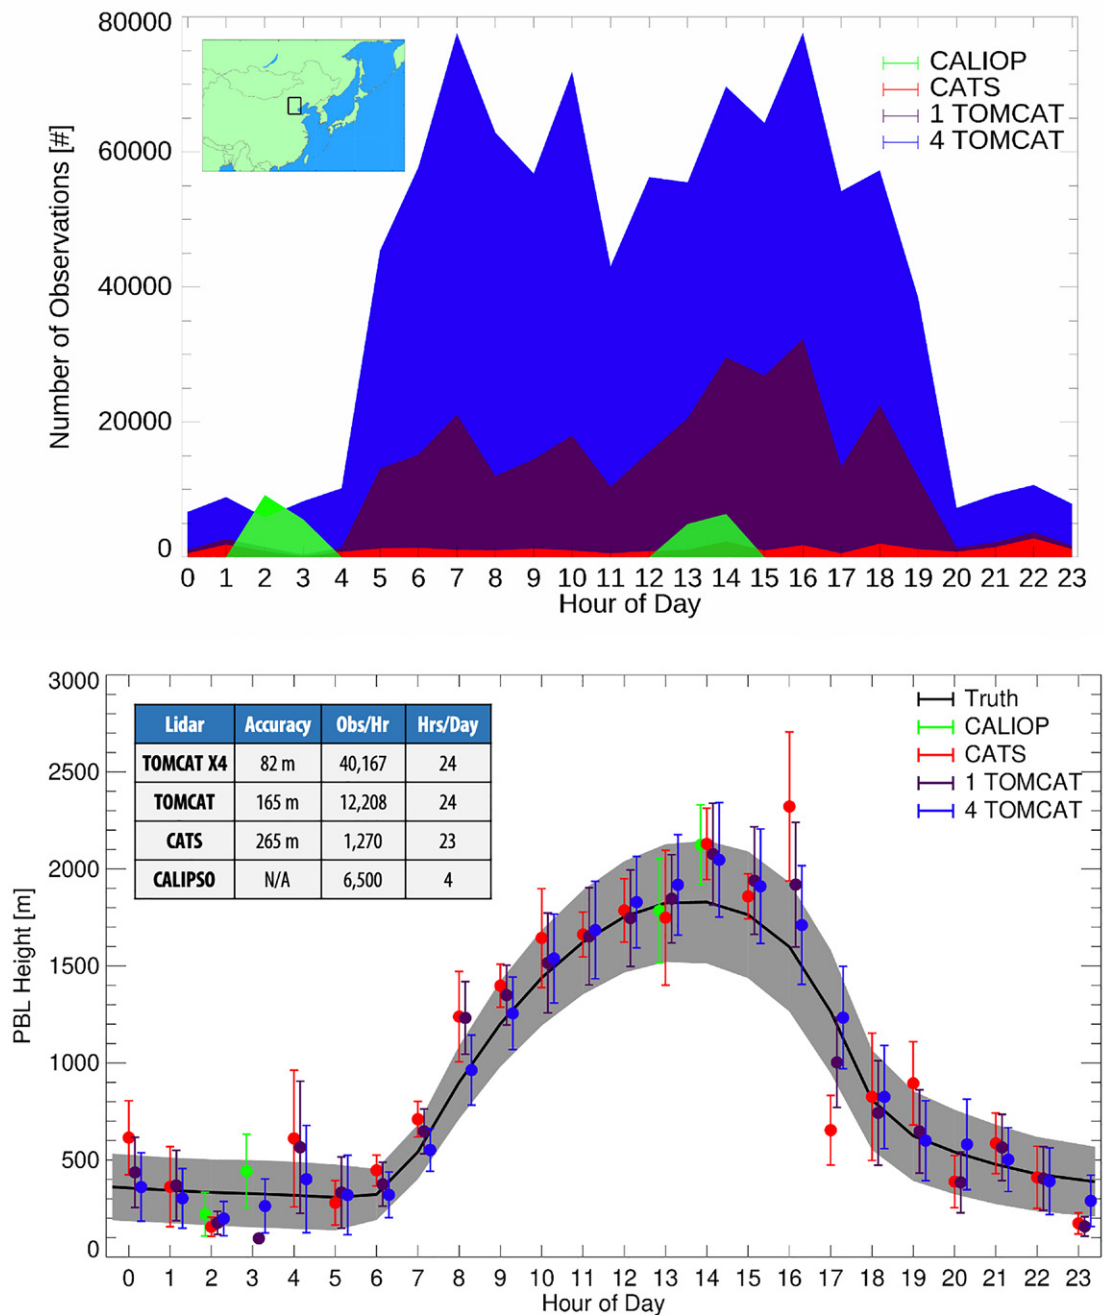 80000
60000
40000
20000
0
Number of Observations [#]
CALIOP
CATS
1 TOMCAT
4 TOMCAT
0 1 2 3 4 5 6 7 8 9 10 11 12 13 14 15 16 17 18 19 20 21 22 23
Hour of Day
3000
2500
2000
1500
1000
500
0
PBL Height [m]
Lidar Accuracy Obs/Hr Hrs/Day
TOMCAT X4 82 m 40,167 24
TOMCAT 165 m 12,208 24
CATS 265 m 1,270 23
CALIPSO N/A 6,500 4
Truth
CALIOP
CATS
1 TOMCAT
4 TOMCAT
0 1 2 3 4 5 6 7 8 9 10 11 12 13 14 15 16 17 18 19 20 21 22 23
Hour of Day